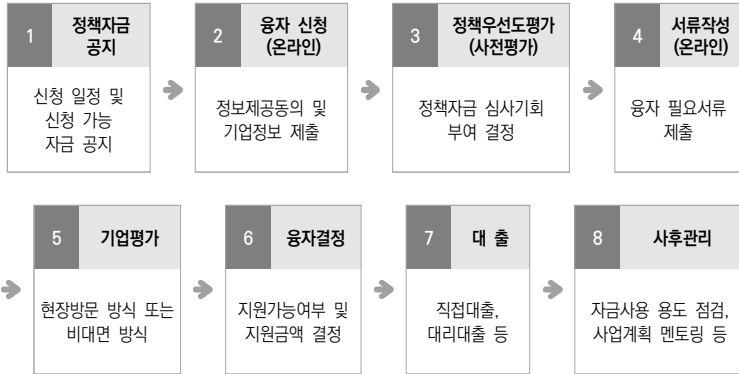 1
정책자금
공지
신청 일정 및
신청 가능
자금 공지
2
융자 신청
(온라인)
정보제공동의 및
기업정보 제출
3
정책우선도평가
(사전평가)
정책자금 심사기회
부여 결정
4
서류작성
(온라인)
융자 필요서류
제출
5
기업평가
현장방문 방식 또는
비대면 방식
6
융자결정
지원가능여부 및
지원금액 결정
7
대 출
직접대출,
대리대출 등
8
사후관리
자금사용 용도 점검,
사업계획 멘토링 등